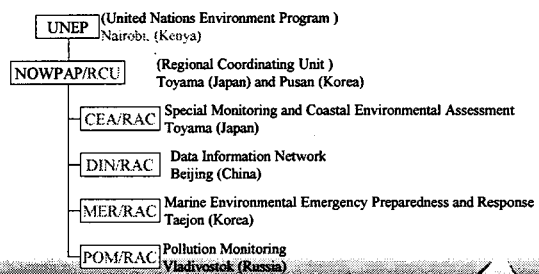 UNEP (United Nations Environment Program )
Nairobi, (Kenya)
NOWPAP/RCU (Regional Coordinating Unit )
Toyama (Japan) and Pusan (Korea)
CEA/RAC Special Monitoring and Coastal Environmental Assessment
Toyama (Japan)
DIN/RAC Data Information Network
Beijing (China)
MER/RAC Marine Environmental Emergency Preparedness and Response
Taejon (Korea)
POM/RAC Pollution Monitoring
Vladivostok (Russia)